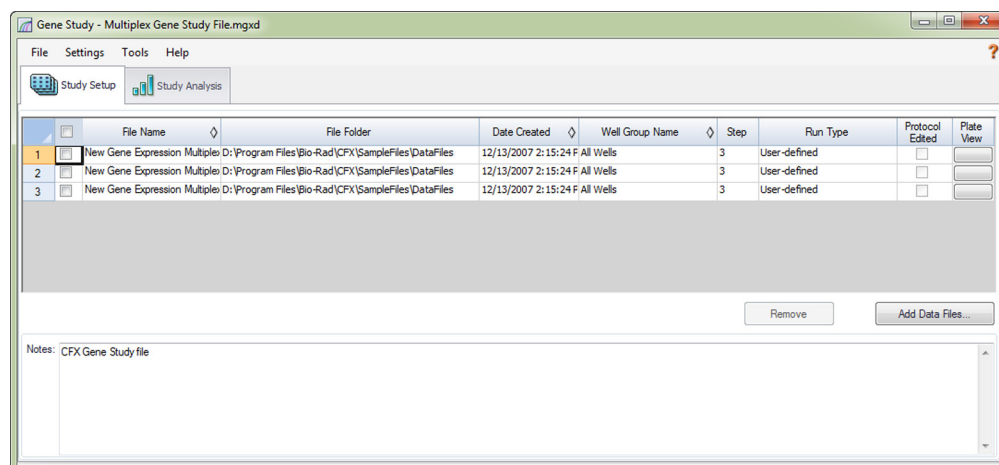 Gene Study - Multiplex Gene Study File.mgxd
File Settings Tools Help ?
Study Setup Study Analysis
File Name File Folder Date Created Well Group Name Step Run Type Protocol Edited Plate View
1 New Gene Expression Multiplex D:\Program Files\Bio-Rad\CFX\SampleFiles\DataFiles 12/13/2007 2:15:24 P All Wells 3 User-defined
2 New Gene Expression Multiplex D:\Program Files\Bio-Rad\CFX\SampleFiles\DataFiles 12/13/2007 2:15:24 P All Wells 3 User-defined
3 New Gene Expression Multiplex D:\Program Files\Bio-Rad\CFX\SampleFiles\DataFiles 12/13/2007 2:15:24 P All Wells 3 User-defined
Remove Add Data Files...
Notes: CFX Gene Study file